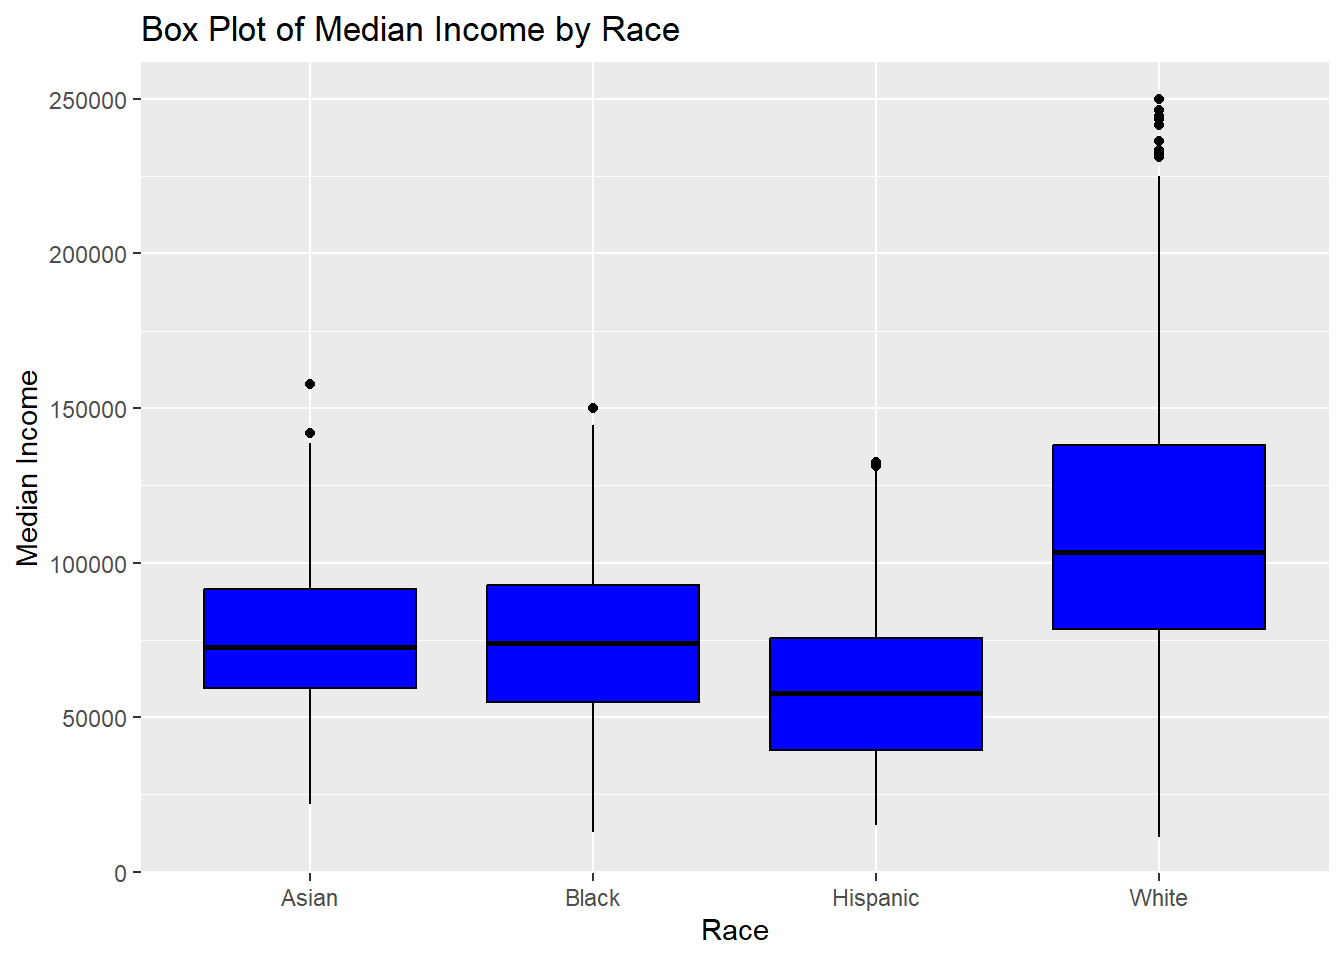 Box Plot of Median Income by Race
Median Income
250000
200000
150000
100000
50000
0
Asian Black Hispanic White
Race